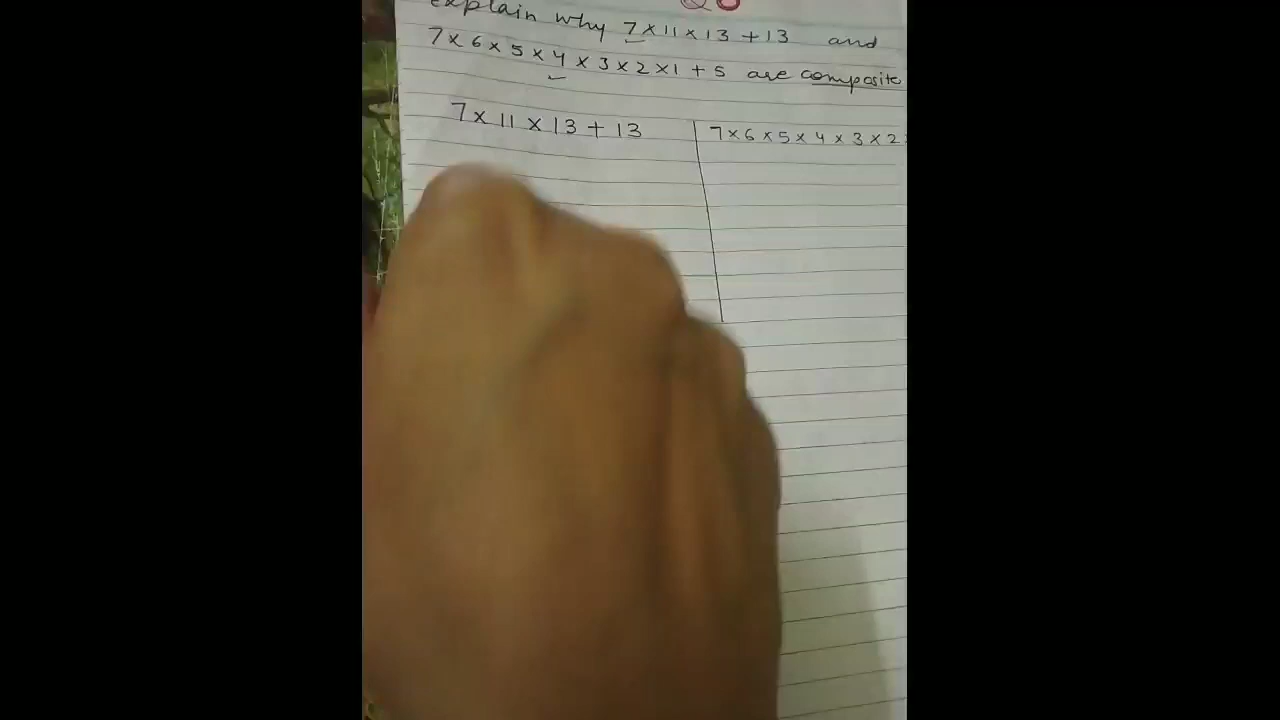 explain why 7 x 11 x 13 + 13 and
7 x 6 x 5 x 4 x 3 x 2 x 1 + 5 are composite
7 x 11 x 13 + 13
7 x 6 x 5 x 4 x 3 x 2